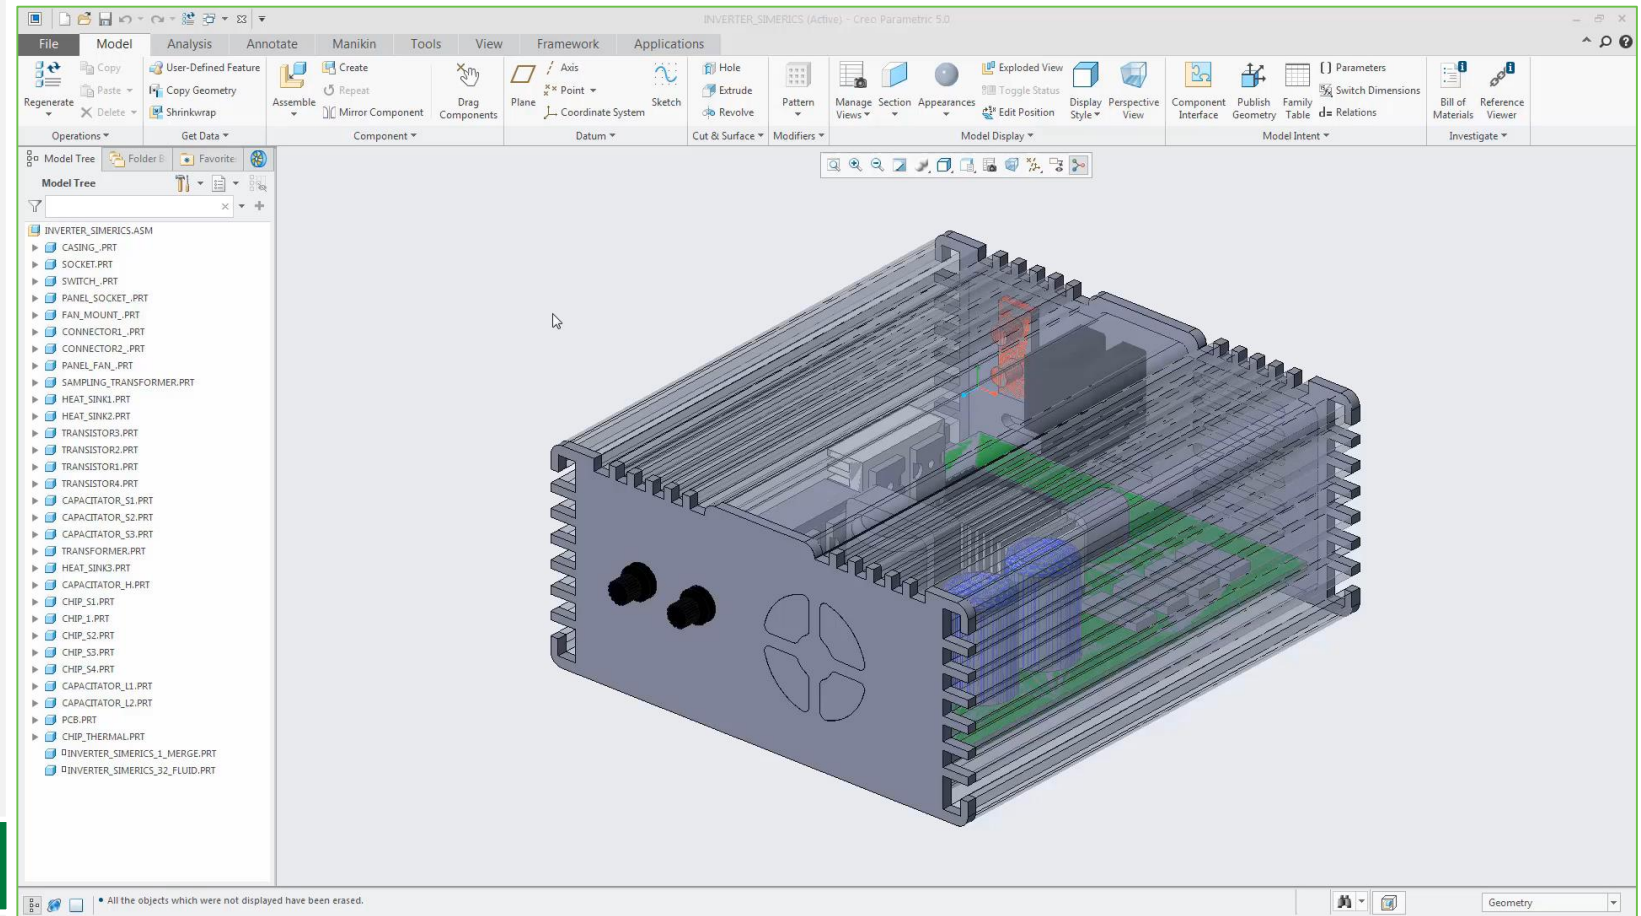 INVERTER_SIMERICS (Active) - Creo Parametric 5.0
File Model Analysis Annotate Manikin Tools View Framework Applications
Regenerate
Copy
Paste
Delete
User-Defined Feature
Copy Geometry
Shrinkwrap
Assemble
Create
Repeat
Mirror Component
Drag
Components
Plane
Axis
Point
Coordinate System
Sketch
Hole
Extrude
Revolve
Pattern
Manage
Views
Section
Appearances
Exploded View
Toggle Status
Edit Position
Display
Style
Perspective
View
Component
Interface
Publish
Geometry
Family
Table
Parameters
Switch Dimensions
d= Relations
Bill of
Materials
Reference
Viewer
Operations Get Data Component Datum Cut & Surface Modifiers Model Display Model Intent Investigate
Model Tree Folder Favorite
Model Tree
INVERTER_SIMERICS.ASM
CASING_.PRT
SOCKET.PRT
SWITCH_.PRT
PANEL_SOCKET_.PRT
FAN_MOUNT_.PRT
CONNECTOR1_.PRT
CONNECTOR2_.PRT
PANEL_FAN_.PRT
SAMPLING_TRANSFORMER.PRT
HEAT_SINK1.PRT
HEAT_SINK2.PRT
TRANSISTOR3.PRT
TRANSISTOR2.PRT
TRANSISTOR1.PRT
TRANSISTOR4.PRT
CAPACITATOR_S1.PRT
CAPACITATOR_S2.PRT
CAPACITATOR_S3.PRT
TRANSFORMER.PRT
HEAT_SINK3.PRT
CAPACITATOR_H.PRT
CHIP_S1.PRT
CHIP_1.PRT
CHIP_S2.PRT
CHIP_S3.PRT
CHIP_S4.PRT
CAPACITATOR_L1.PRT
CAPACITATOR_L2.PRT
PCB.PRT
CHIP_THERMAL.PRT
INVERTER_SIMERICS_1_MERGE.PRT
INVERTER_SIMERICS_32_FLUID.PRT
• All the objects which were not displayed have been erased.
Geometry